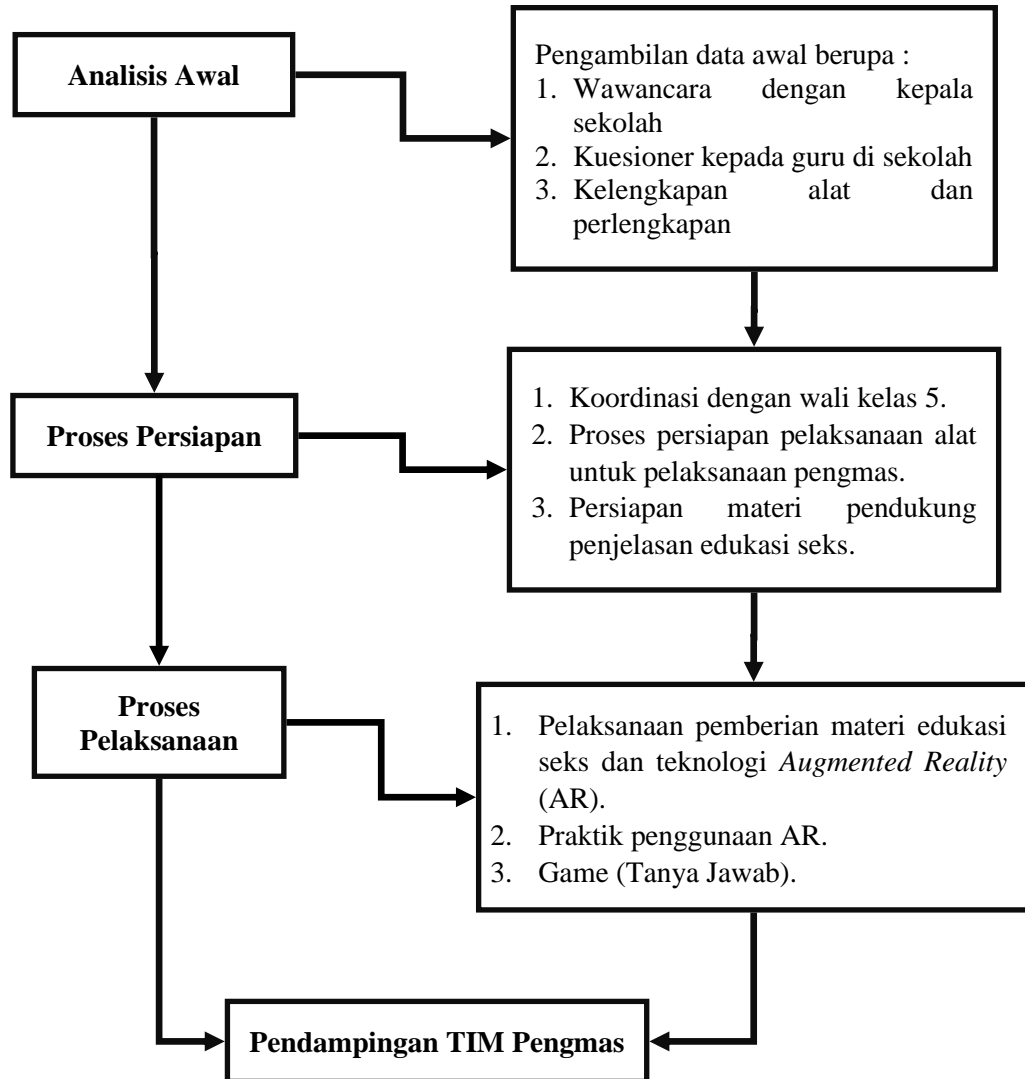 Analisis Awal
Pengambilan data awal berupa :
1. Wawancara dengan kepala
sekolah
2. Kuesioner kepada guru di sekolah
3. Kelengkapan alat dan
perlengkapan
Proses Persiapan
1. Koordinasi dengan wali kelas 5.
2. Proses persiapan pelaksanaan alat
untuk pelaksanaan pengmas.
3. Persiapan materi pendukung
penjelasan edukasi seks.
Proses
Pelaksanaan
1. Pelaksanaan pemberian materi edukasi
seks dan teknologi Augmented Reality
(AR).
2. Praktik penggunaan AR.
3. Game (Tanya Jawab).
Pendampingan TIM Pengmas